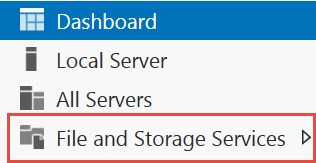 Dashboard
Local Server
All Servers
File and Storage Services